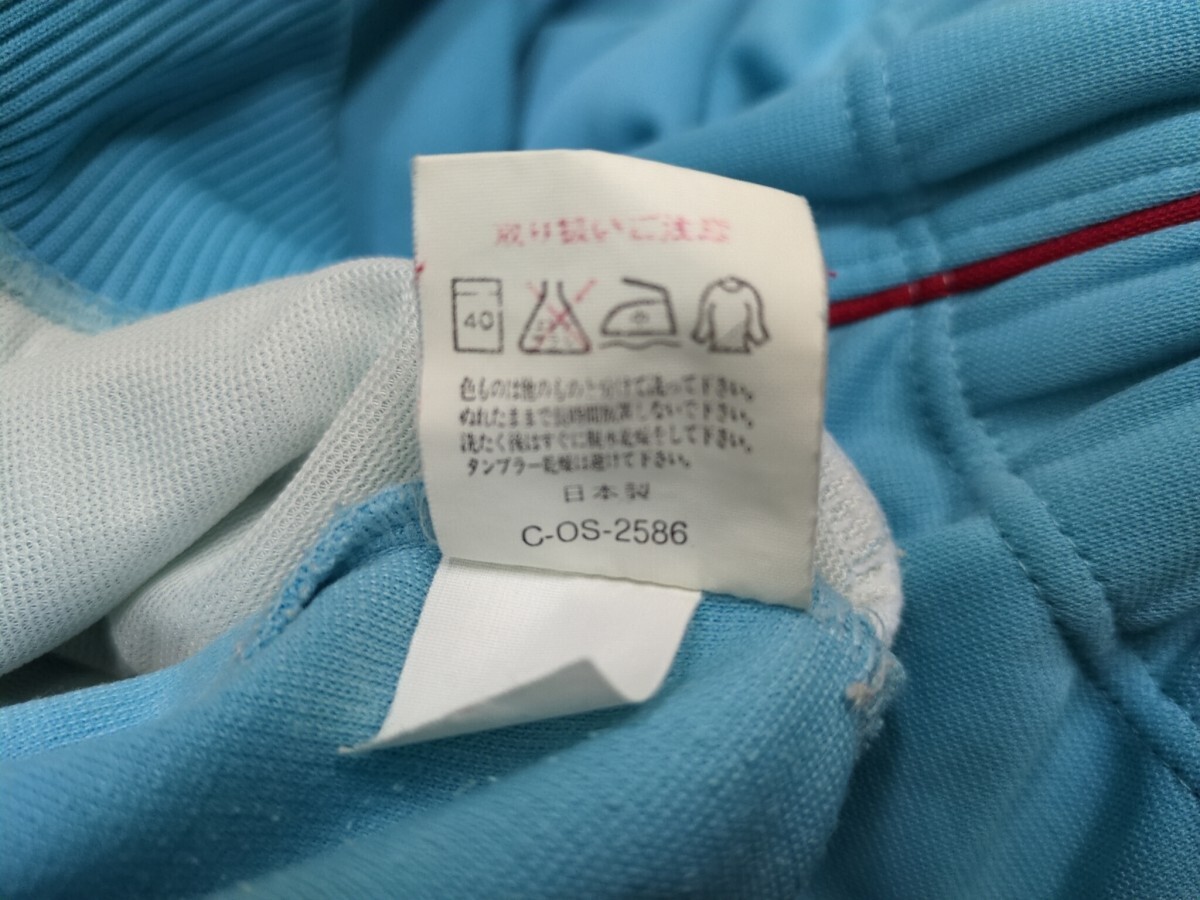 取り扱いご注意
40
色ものは他のものと分けて洗って下さい。
ぬれたままで長時間放置しないで下さい。
洗たく後はすぐに脱水乾燥をして下さい。
タンブラー乾燥は避けて下さい。
日本製
C-OS-2586